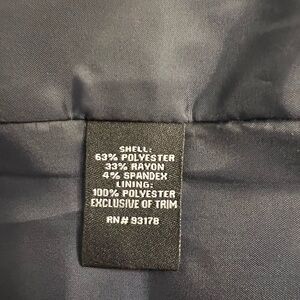 SHELL:
63% POLYESTER
33% RAYON
4% SPANDEX
LINING:
100% POLYESTER
EXCLUSIVE OF TRIM
RN# 93178